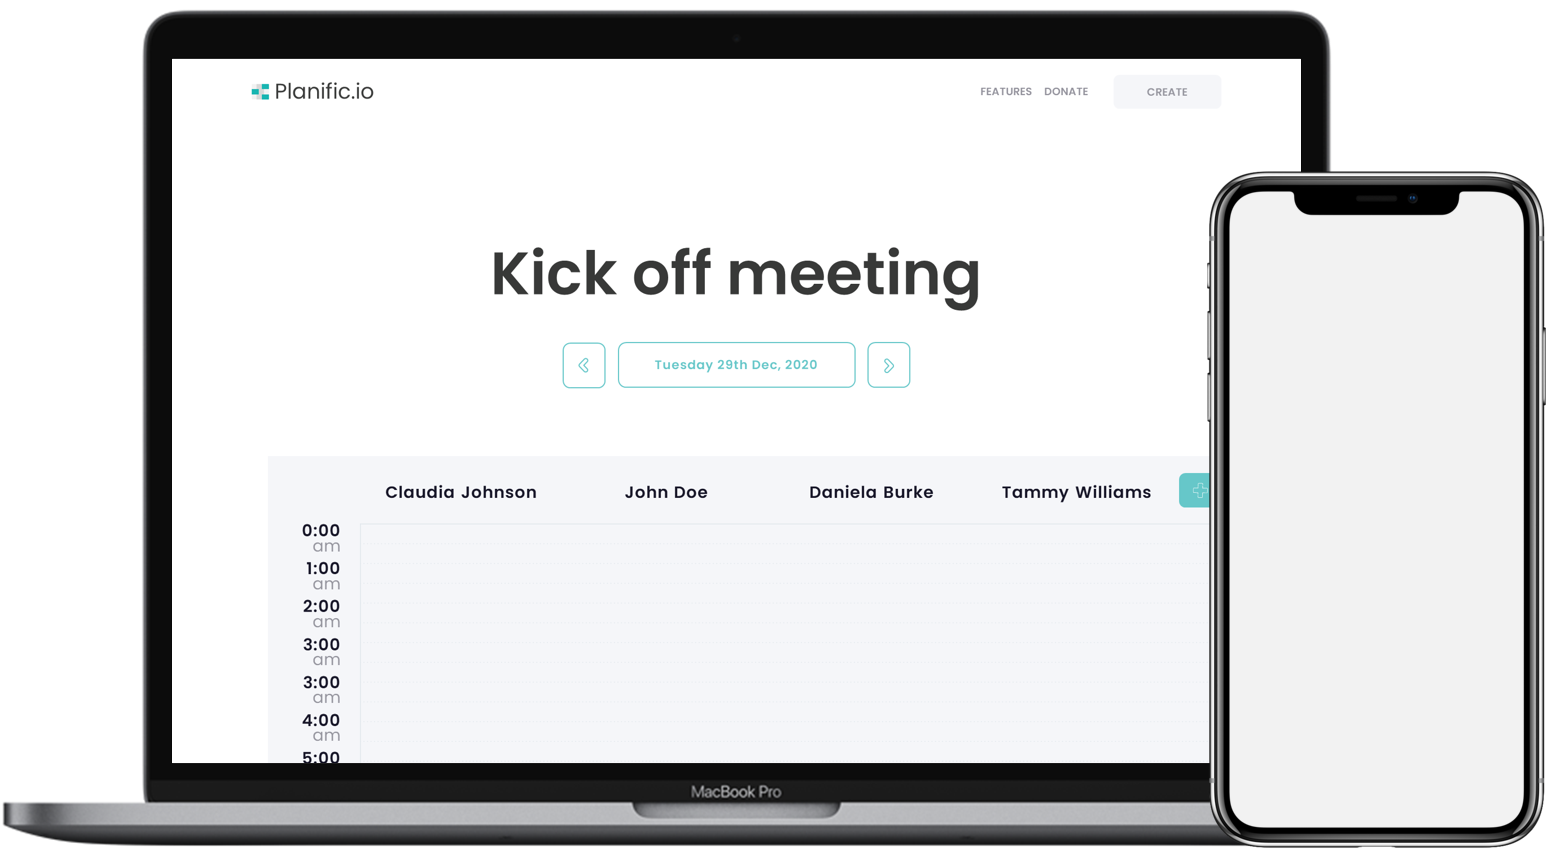 Planific.io
FEATURES DONATE CREATE
Kick off meeting
Tuesday 29th Dec, 2020
Claudia Johnson John Doe Daniela Burke Tammy Williams
0:00
am
1:00
am
2:00
am
3:00
am
3:00
am
4:00
am
5:00
MacBook Pro